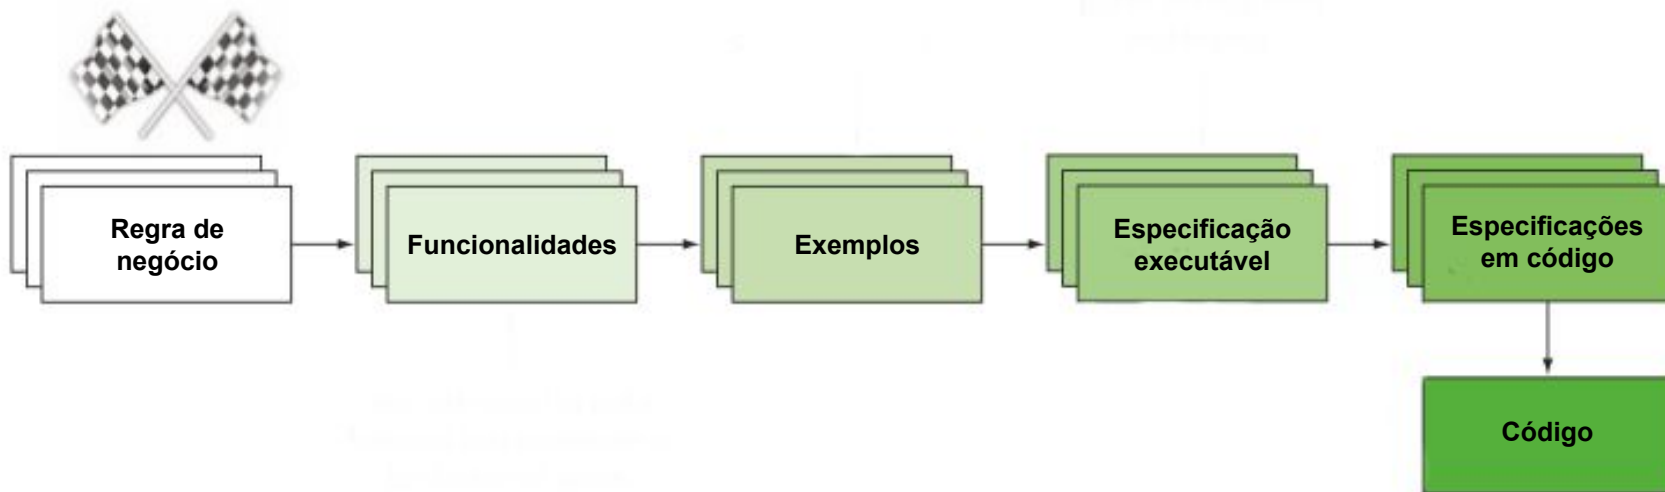 Regra de
negócio
Funcionalidades
Exemplos
Especificação
executável
Especificações
em código
Código